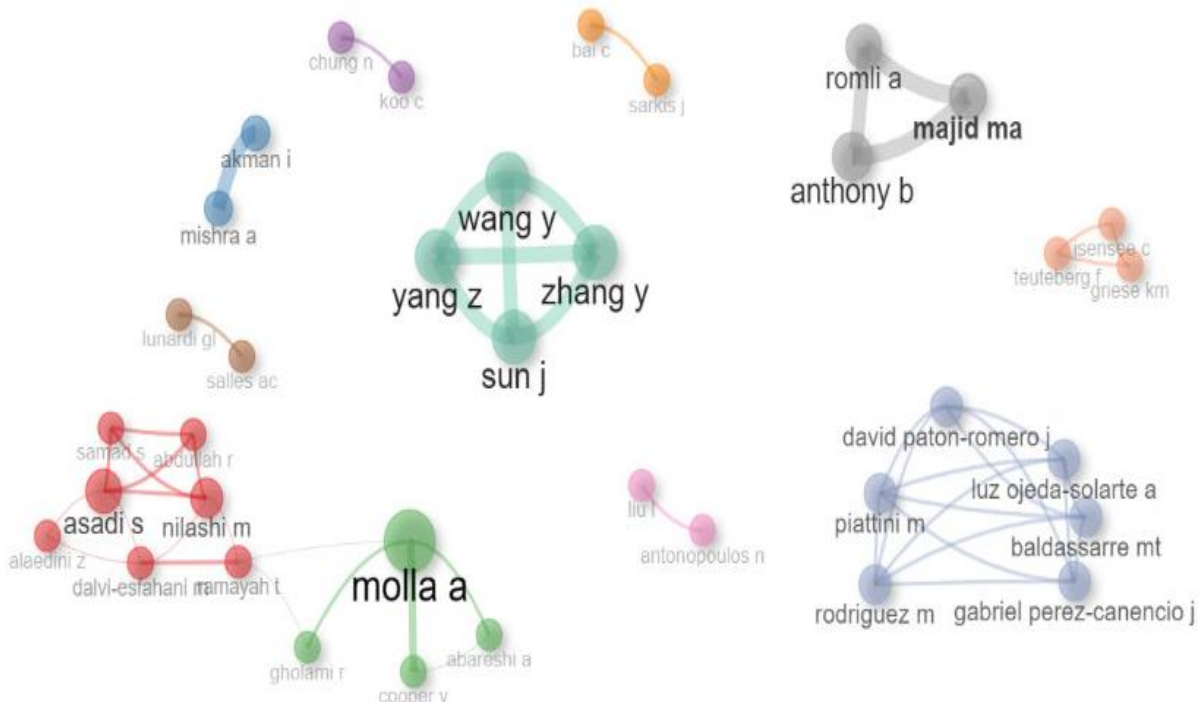 chung n
koo c
bai c
sarkis j
romli a
majid ma
anthony b
akman i
mishra a
wang y
yang z
zhang y
sun j
isensee c
teuteberg f
griese km
lunardi gl
salles ac
samad s
abdullah r
asadi s
nilashi m
alaedini z
dalvi-esfahani m
ramayah t
molla a
gholami r
abareshi a
cooper v
liu l
antonopoulos n
david paton-romero j
luz ojeda-solarte a
piattini m
baldassarre mt
rodriguez m
gabriel perez-canencio j